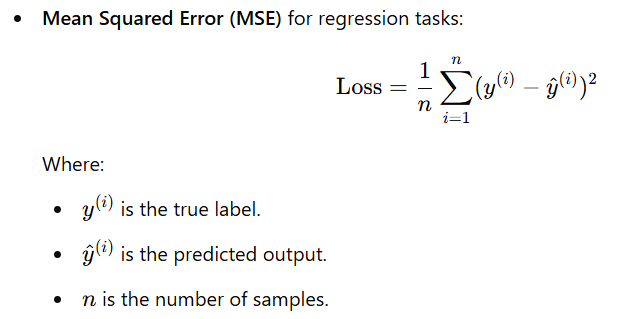 • Mean Squared Error (MSE) for regression tasks:
Loss = \frac{1}{n} \sum_{i=1}^{n} (y^{(i)} - \hat{y}^{(i)})^2
Where:
• y^{(i)} is the true label.
• \hat{y}^{(i)} is the predicted output.
• n is the number of samples.